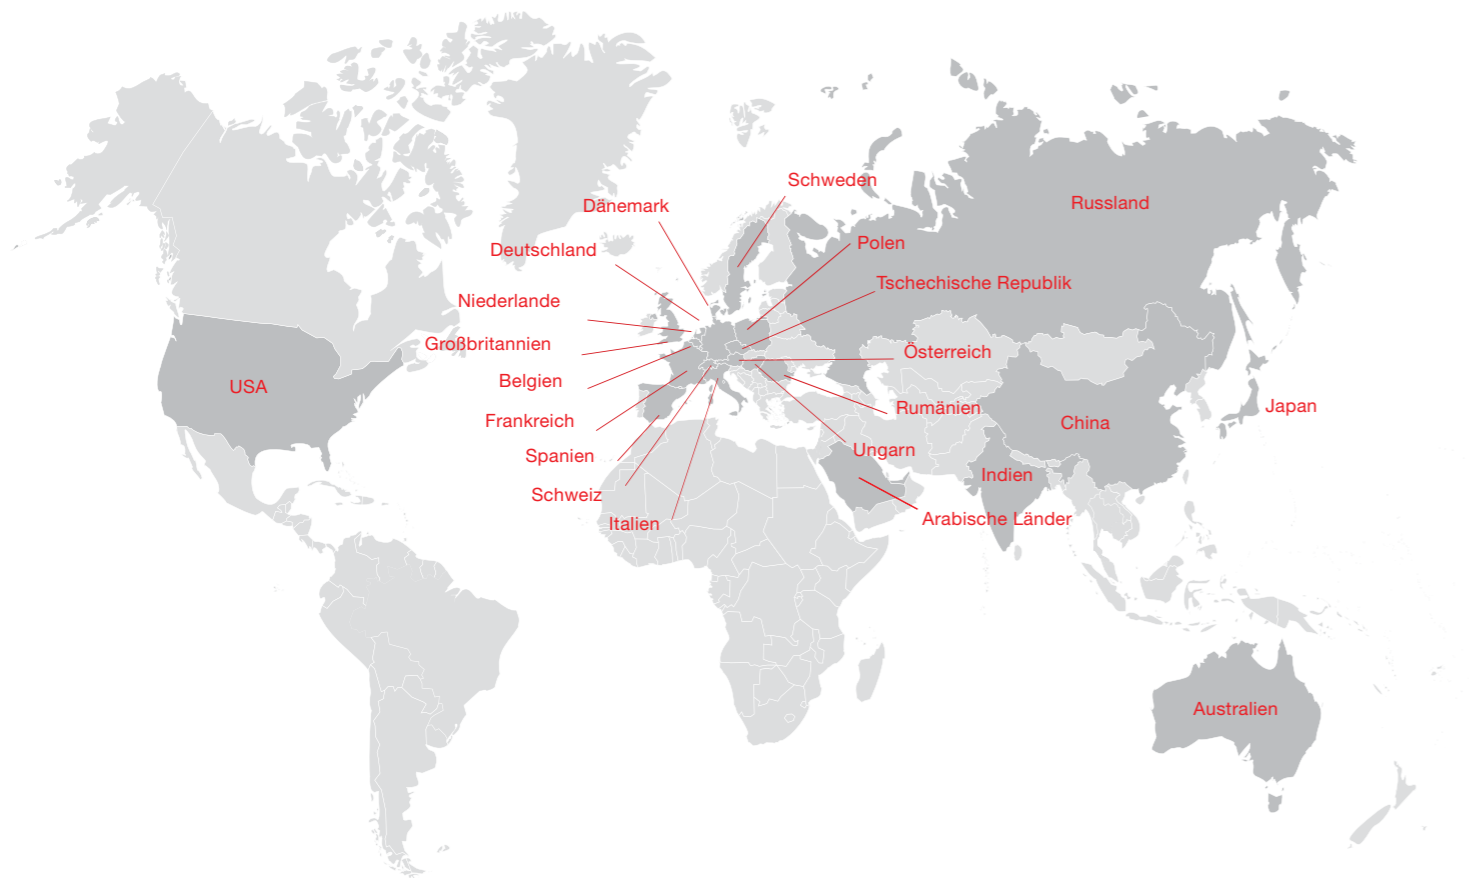 Schweden
Dänemark
Russland
Deutschland
Polen
Tschechische Republik
Niederlande
Großbritannien
Österreich
Belgien
USA
Rumänien
Japan
Frankreich
China
Ungarn
Spanien
Indien
Schweiz
Arabische Länder
Italien
Australien